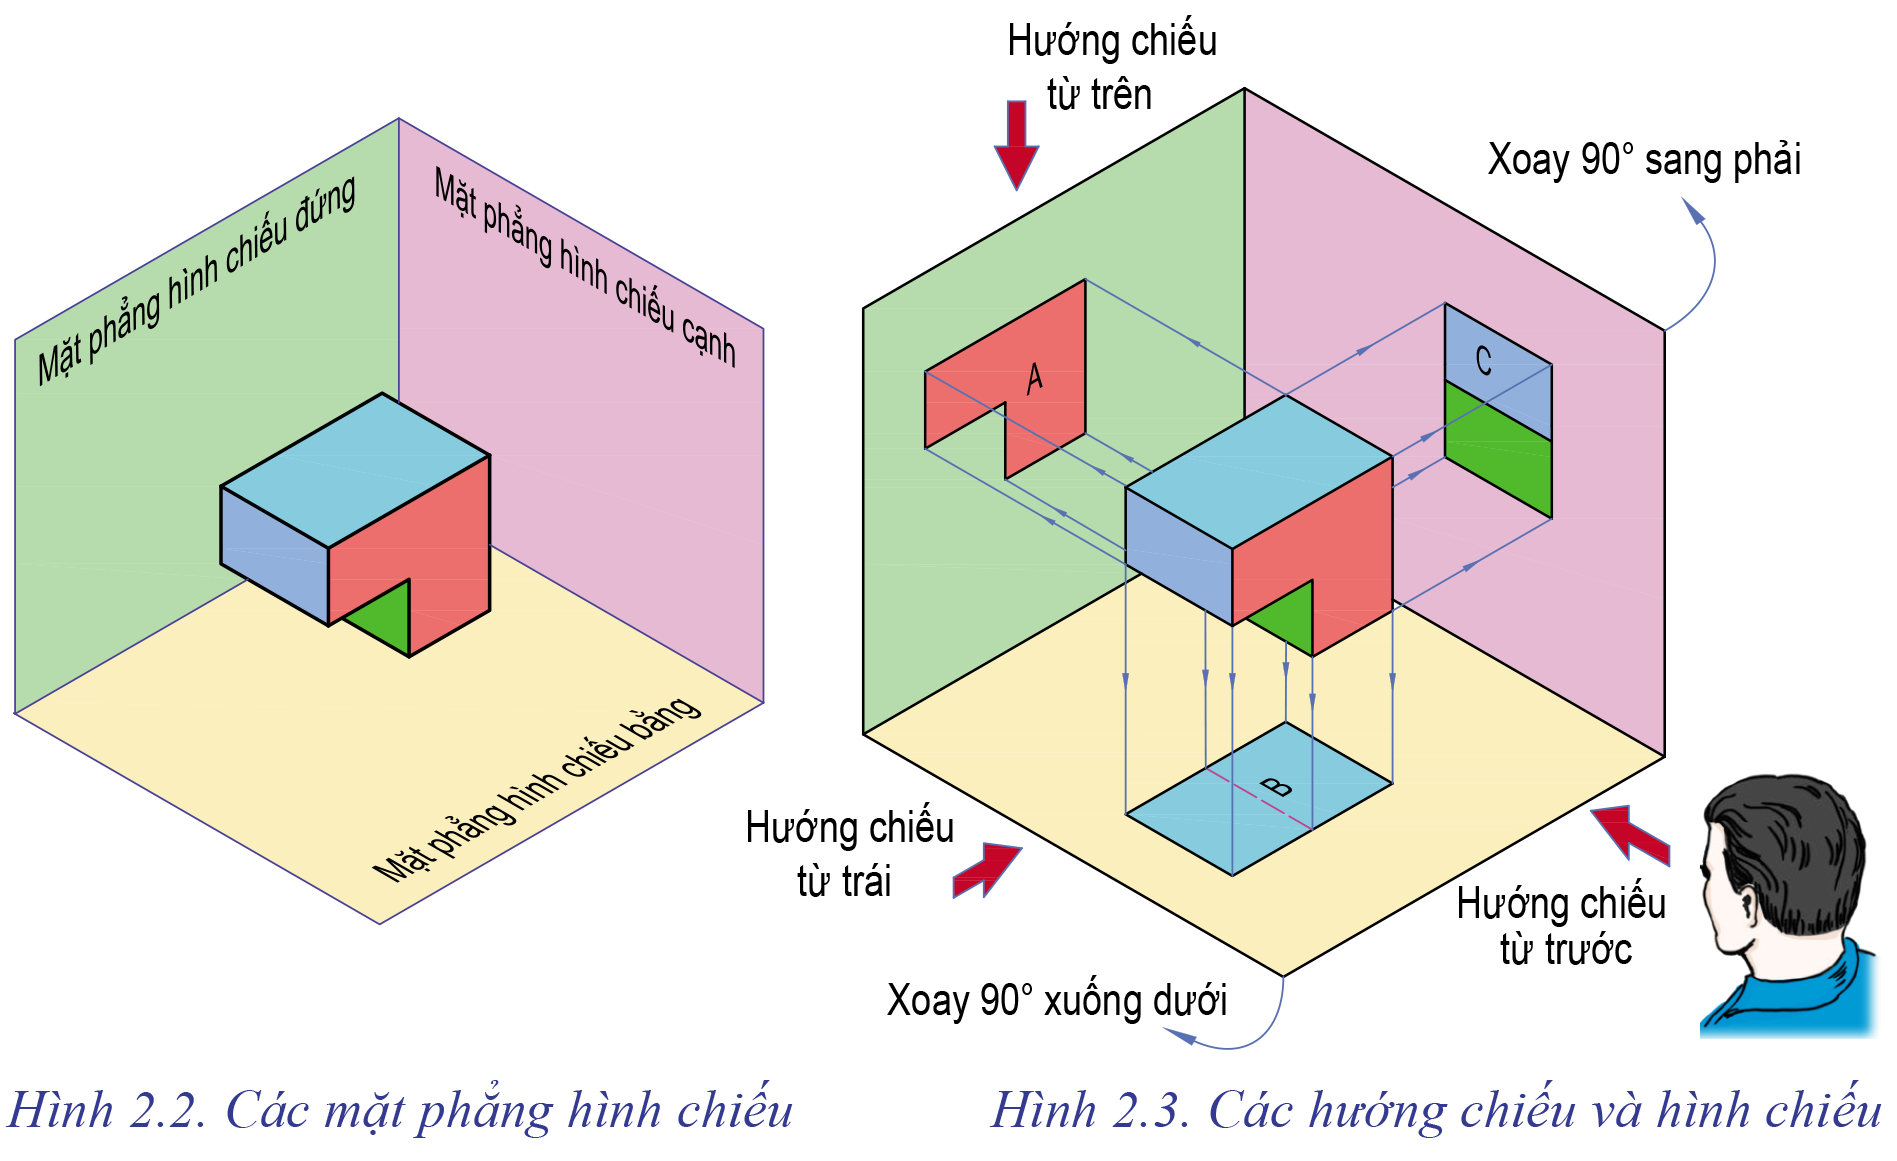 Mặt phẳng hình chiếu đứng
Mặt phẳng hình chiếu cạnh
Mặt phẳng hình chiếu bằng
Hình 2.2. Các mặt phẳng hình chiếu
Hướng chiếu
từ trên
Xoay 90° sang phải
A
C
B
Hướng chiếu
từ trái
Hướng chiếu
từ trước
Xoay 90° xuống dưới
Hình 2.3. Các hướng chiếu và hình chiếu